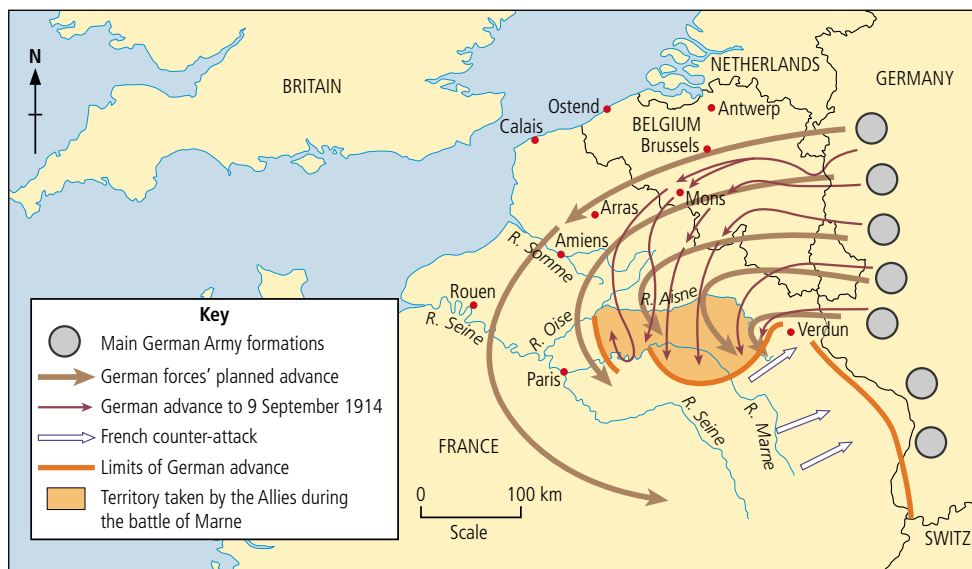 N
BRITAIN
NETHERLANDS
GERMANY
Ostend
Antwerp
Calais
BELGIUM
Brussels
Mons
Arras
Amiens
R. Somme
Rouen
R. Seine
R. Oise
R. Aisne
Verdun
Paris
R. Seine
R. Marne
FRANCE
0 100 km
Scale
SWITZ
Key
Main German Army formations
German forces’ planned advance
German advance to 9 September 1914
French counter-attack
Limits of German advance
Territory taken by the Allies during
the battle of Marne